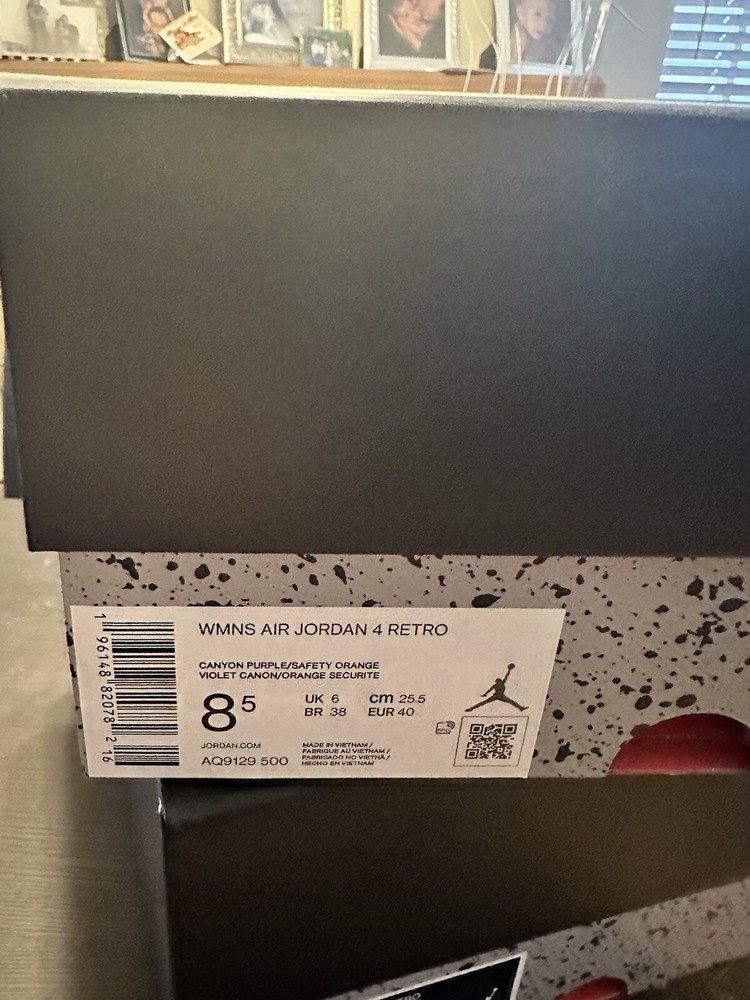 WMNS AIR JORDAN 4 RETRO
CANYON PURPLE/SAFETY ORANGE
VIOLET CANON/ORANGE SECURITE
8 5
UK 6 cm 25.5
BR 38 EUR 40
JORDAN.COM
AQ9129 500
MADE IN VIETNAM /
FABRIQUE AU VIETNAM /
FABRICADO NO VIETNÃ /
HECHO EN VIETNAM
1 96148 82078 2 16